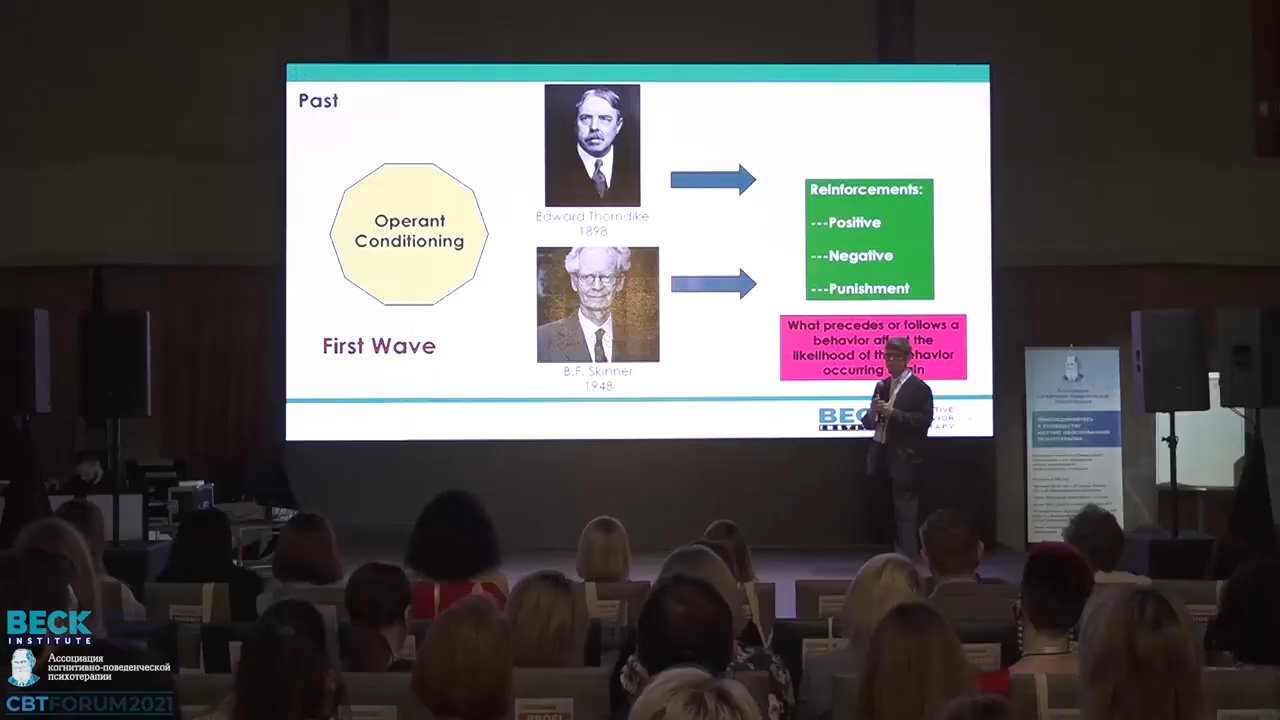 Past
Operant
Conditioning
First Wave
Edward Thorndike
1898
B.F. Skinner
1948
Reinforcements:
---Positive
---Negative
---Punishment
What precedes or follows a
behavior the
likelihood of
occurring
BECK
INSTITUTE
Ассоциация
когнитивно-поведенческой
психотерапии
CBTFORUM2021